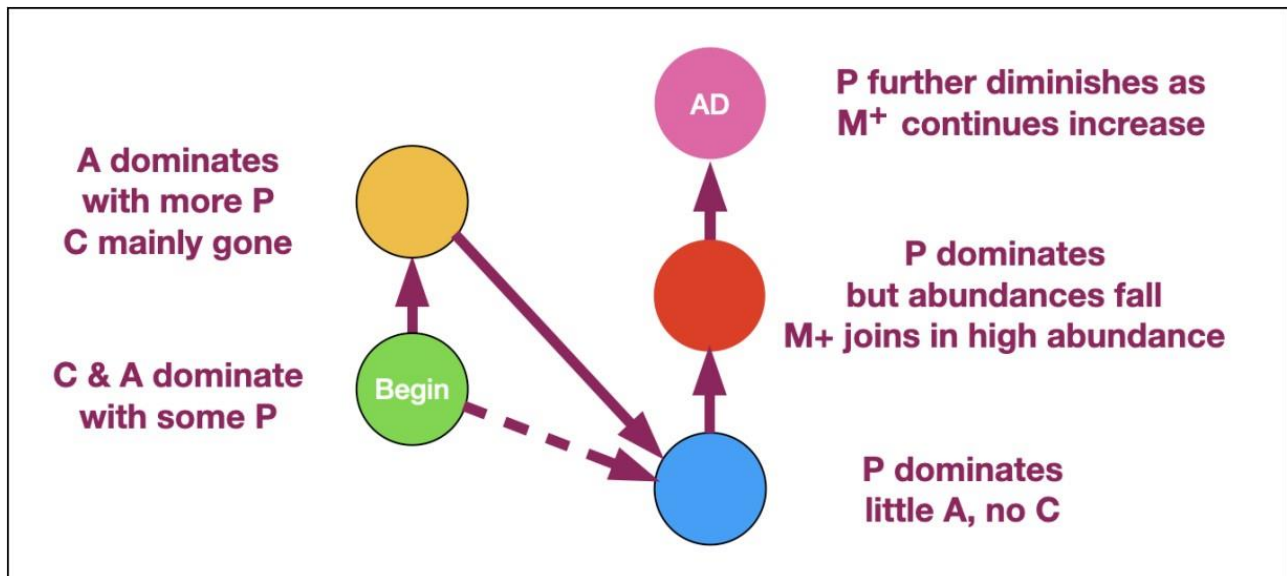 AD
P further diminishes as
M⁺ continues increase
A dominates
with more P
C mainly gone
P dominates
but abundances fall
M+ joins in high abundance
C & A dominate
with some P
Begin
P dominates
little A, no C